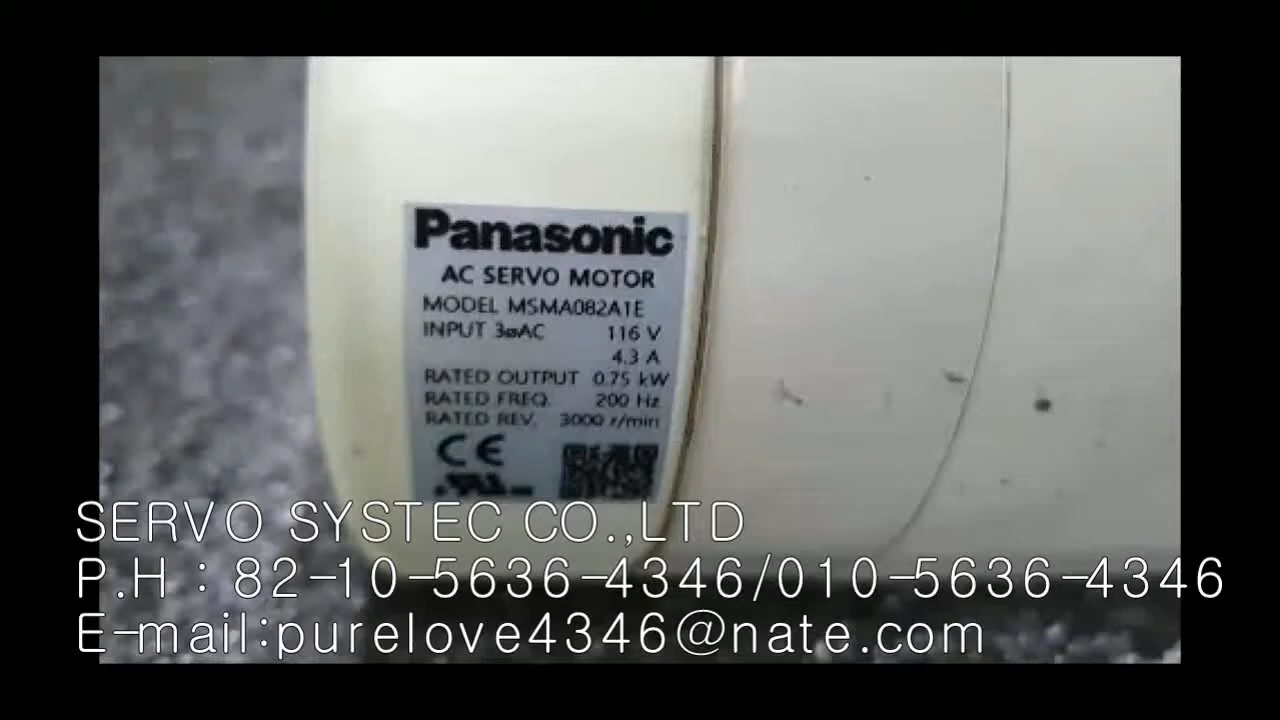 Panasonic
AC SERVO MOTOR
MODEL MSMA082A1E
INPUT 3øAC 116 V
4.3 A
RATED OUTPUT 0.75 kW
RATED FREQ. 200 Hz
RATED REV. 3000 r/min
CE
SERVO SYSTEC CO.,LTD
P.H : 82-10-5636-4346/010-5636-4346
E-mail:purelove4346@nate.com